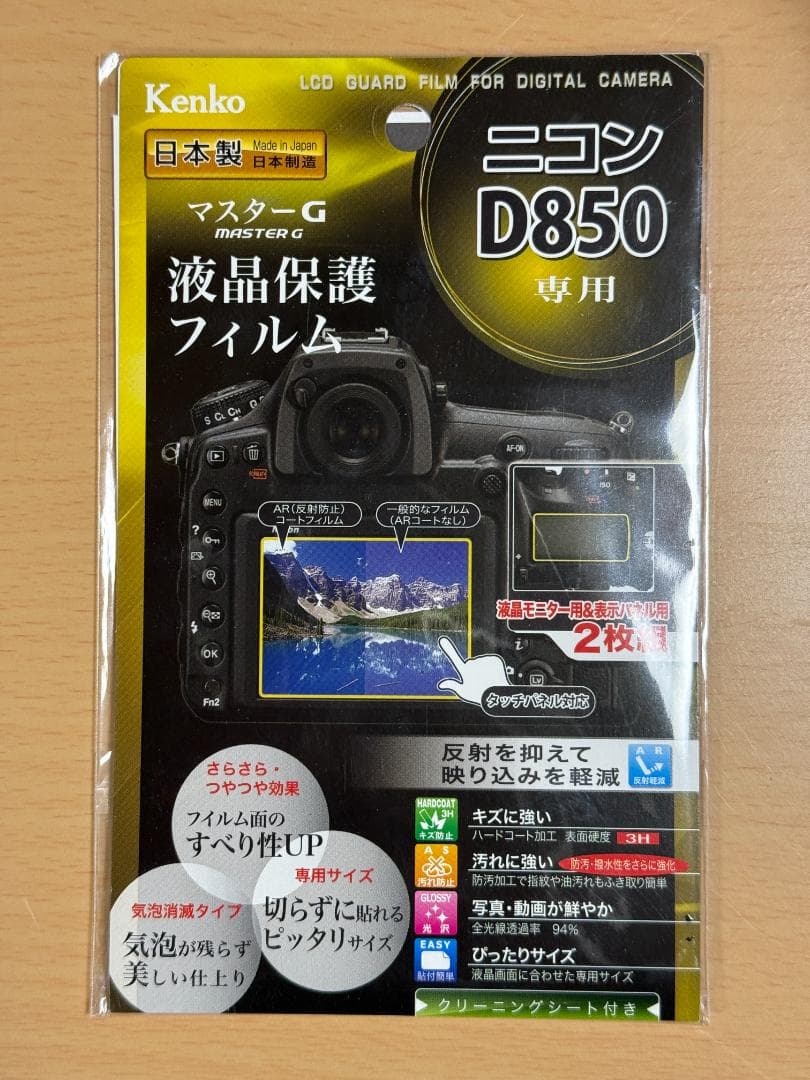 LCD GUARD FILM FOR DIGITAL CAMERA
Kenko
日本製 Made in Japan 日本制造
ニコン
D850
専用
マスターG
MASTER G
液晶保護
フィルム
S CL CH
AF-ON
FORMAT
ISO
MENU
?
OK
Fn2
i
Lv
AR(反射防止)
コートフィルム
一般的なフィルム
(ARコートなし)
液晶モニター用&表示パネル用
2枚組
タッチパネル対応
反射を抑えて
映り込みを軽減
AR
反射軽減
さらさら・
つやつや効果
フイルム面の
すべり性UP
専用サイズ
切らずに貼れる
ピッタリサイズ
気泡消滅タイプ
気泡が残らず
美しい仕上り
HARDCOAT
3H
キズ防止
キズに強い
ハードコート加工 表面硬度 3H
AS
汚れ防止
汚れに強い 防汚・撥水性をさらに強化
防汚加工で指紋や油汚れもふき取り簡単
GLOSSY
光沢
写真・動画が鮮やか
全光線透過率 94%
EASY
貼付簡単
ぴったりサイズ
液晶画面に合わせた専用サイズ
クリーニングシート付き